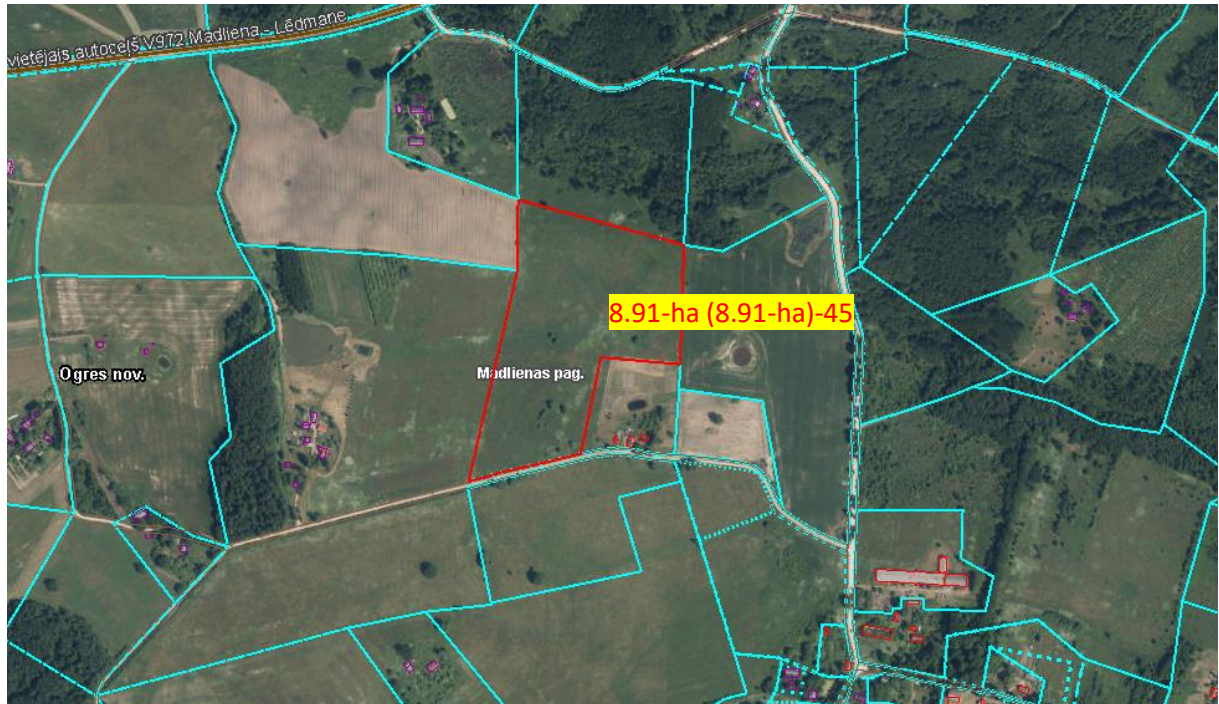 vietējais autoceļš V972 Madliena - Lēdmane
8.91-ha (8.91-ha)-45
Ogres nov.
Madlienas pag.